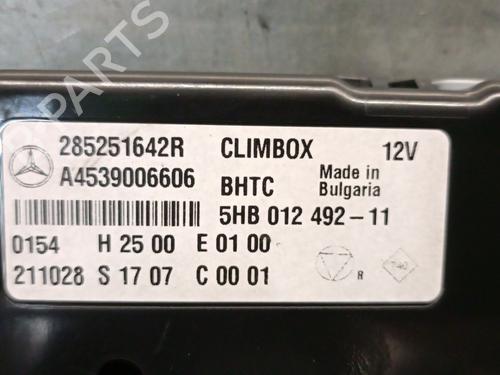 PARTS
285251642R CLIMBOX 12V
A4539006606 BHTC Made in Bulgaria
5HB 012 492-11
0154 H 25 00 E 01 00
211028 S 17 07 C 00 01 R